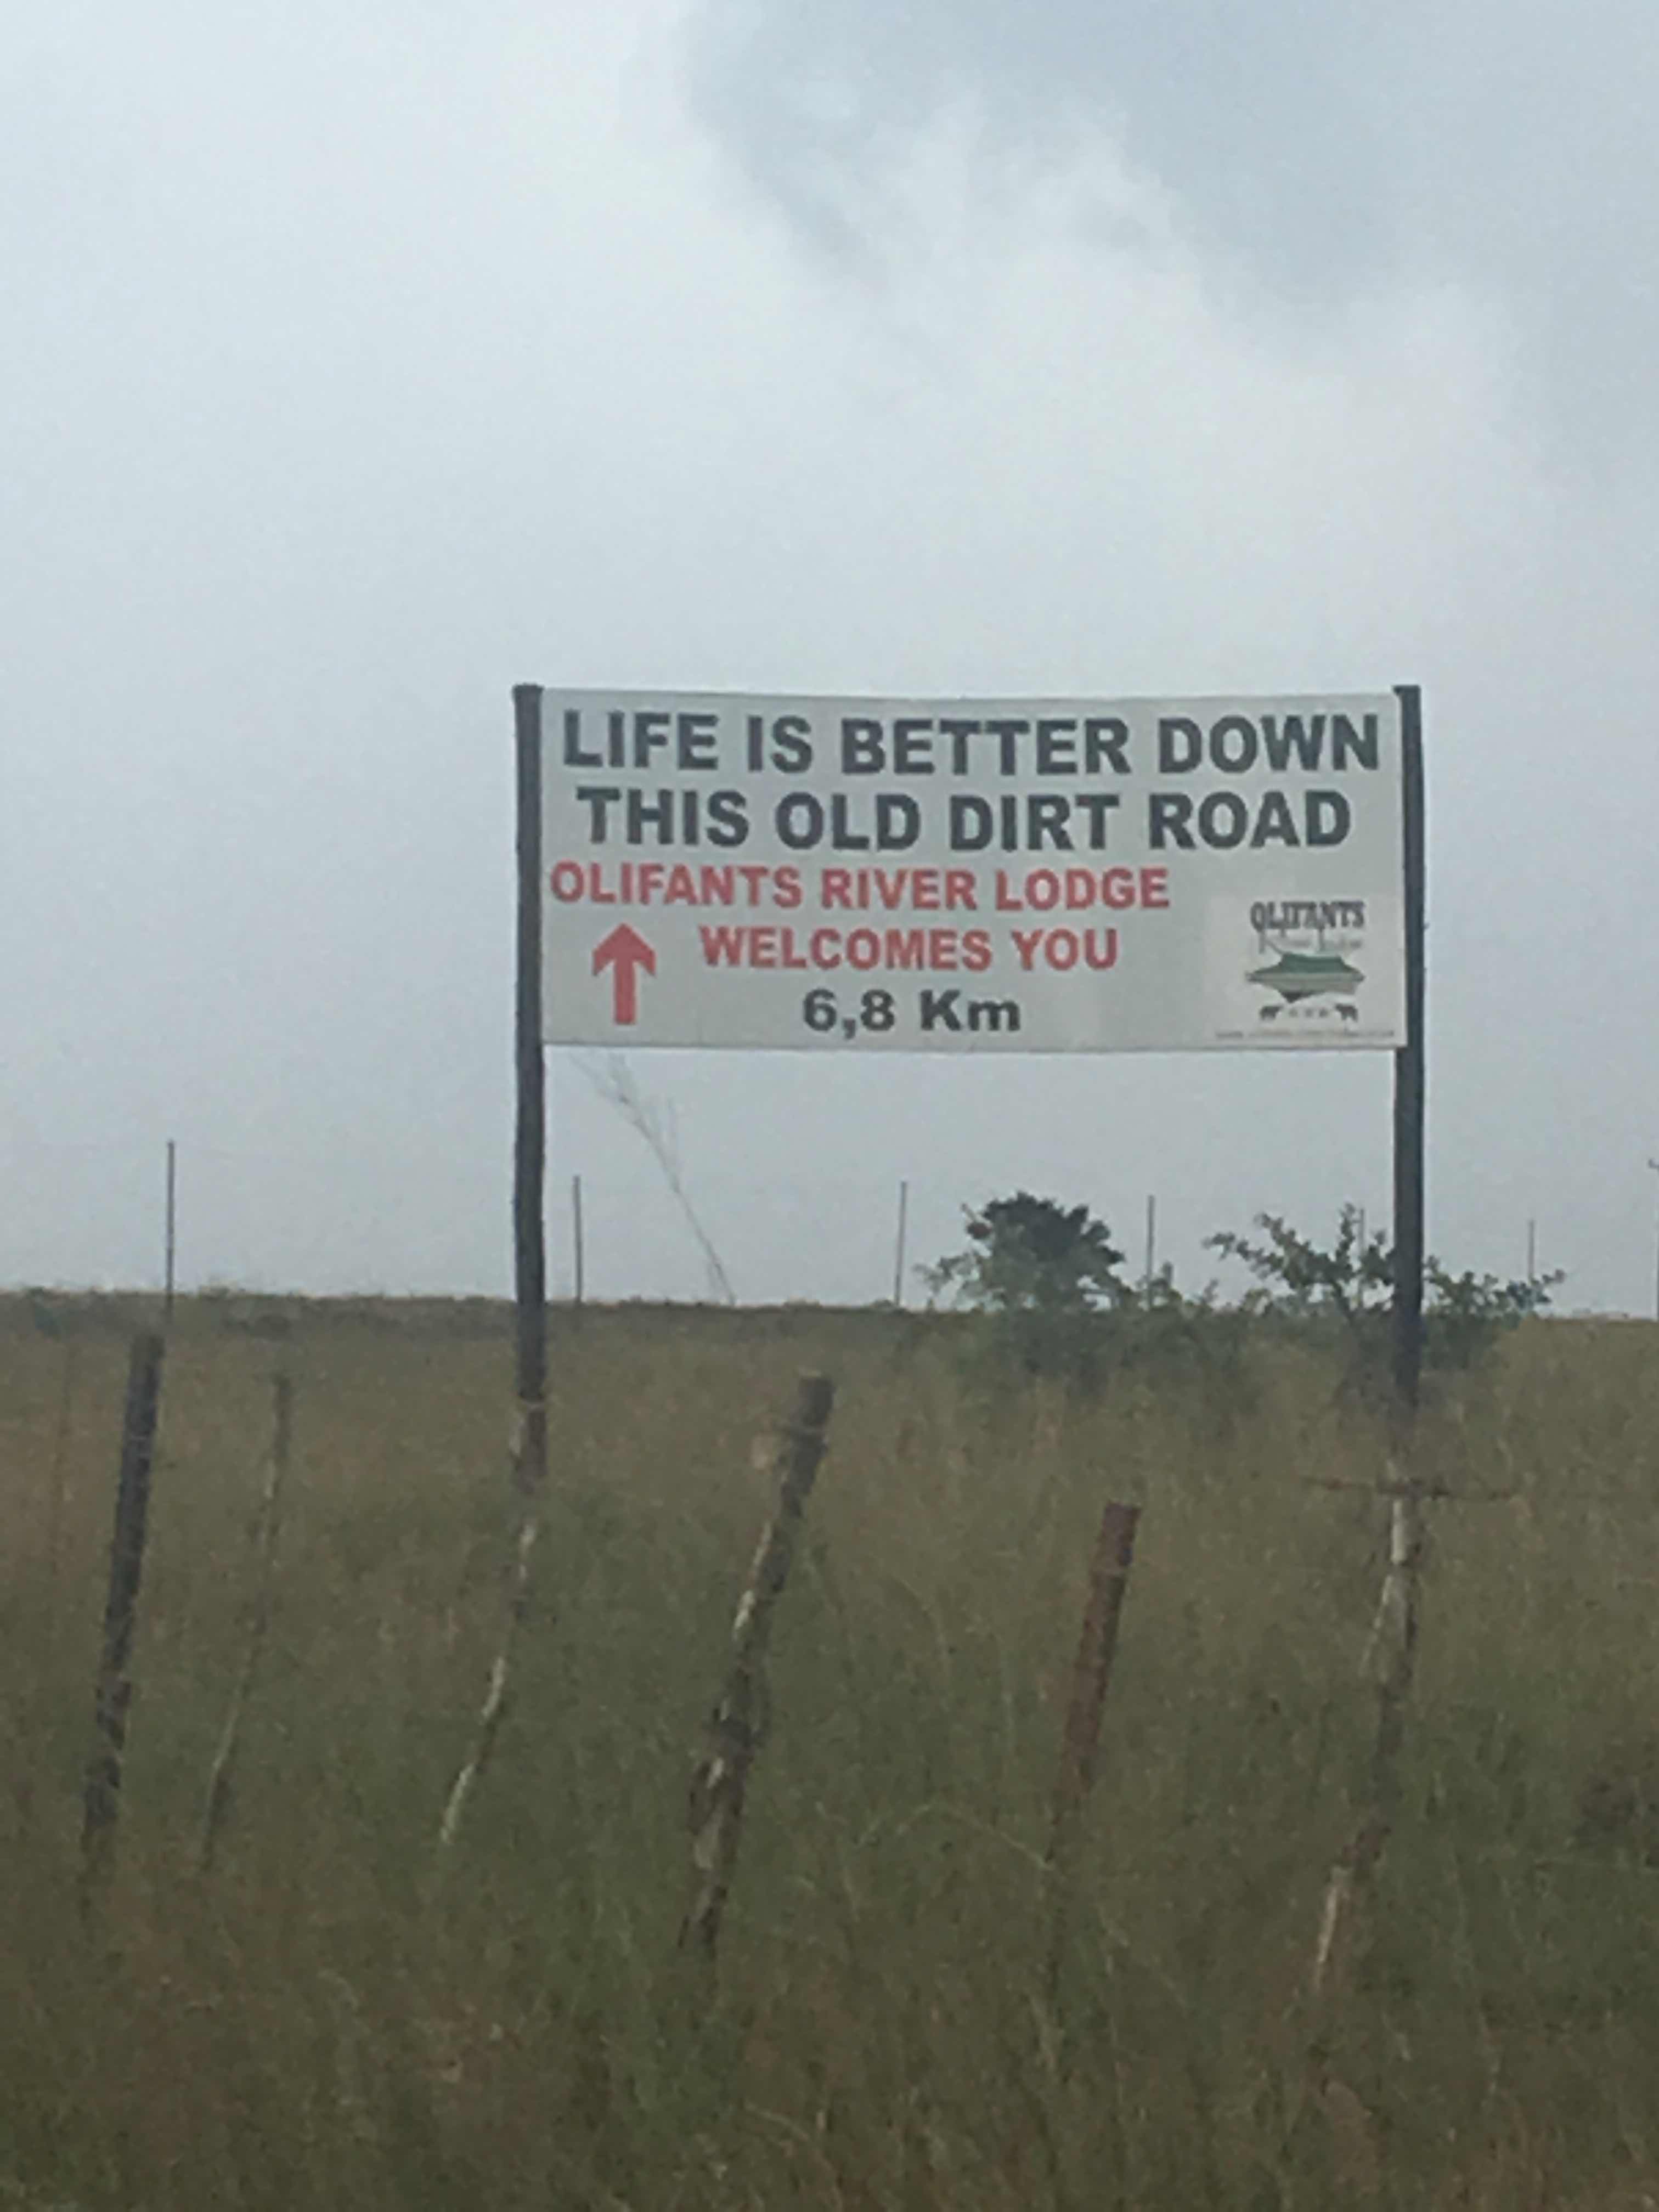 LIFE IS BETTER DOWN
THIS OLD DIRT ROAD
OLIFANTS RIVER LODGE
WELCOMES YOU
6,8 Km
OLIFANTS